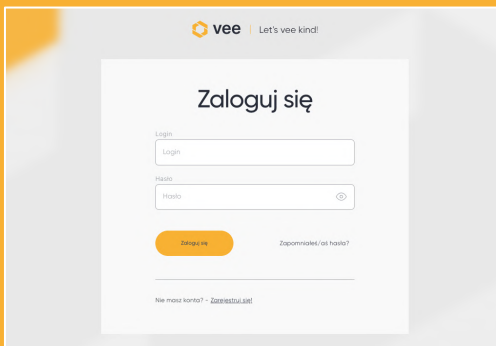 vee | Let's vee kind!
Zaloguj się
Login
Login
Hasło
Hasło
Zaloguj się
Zapomniałeś/aś hasła?
Nie masz konta? - Zarejestruj się!